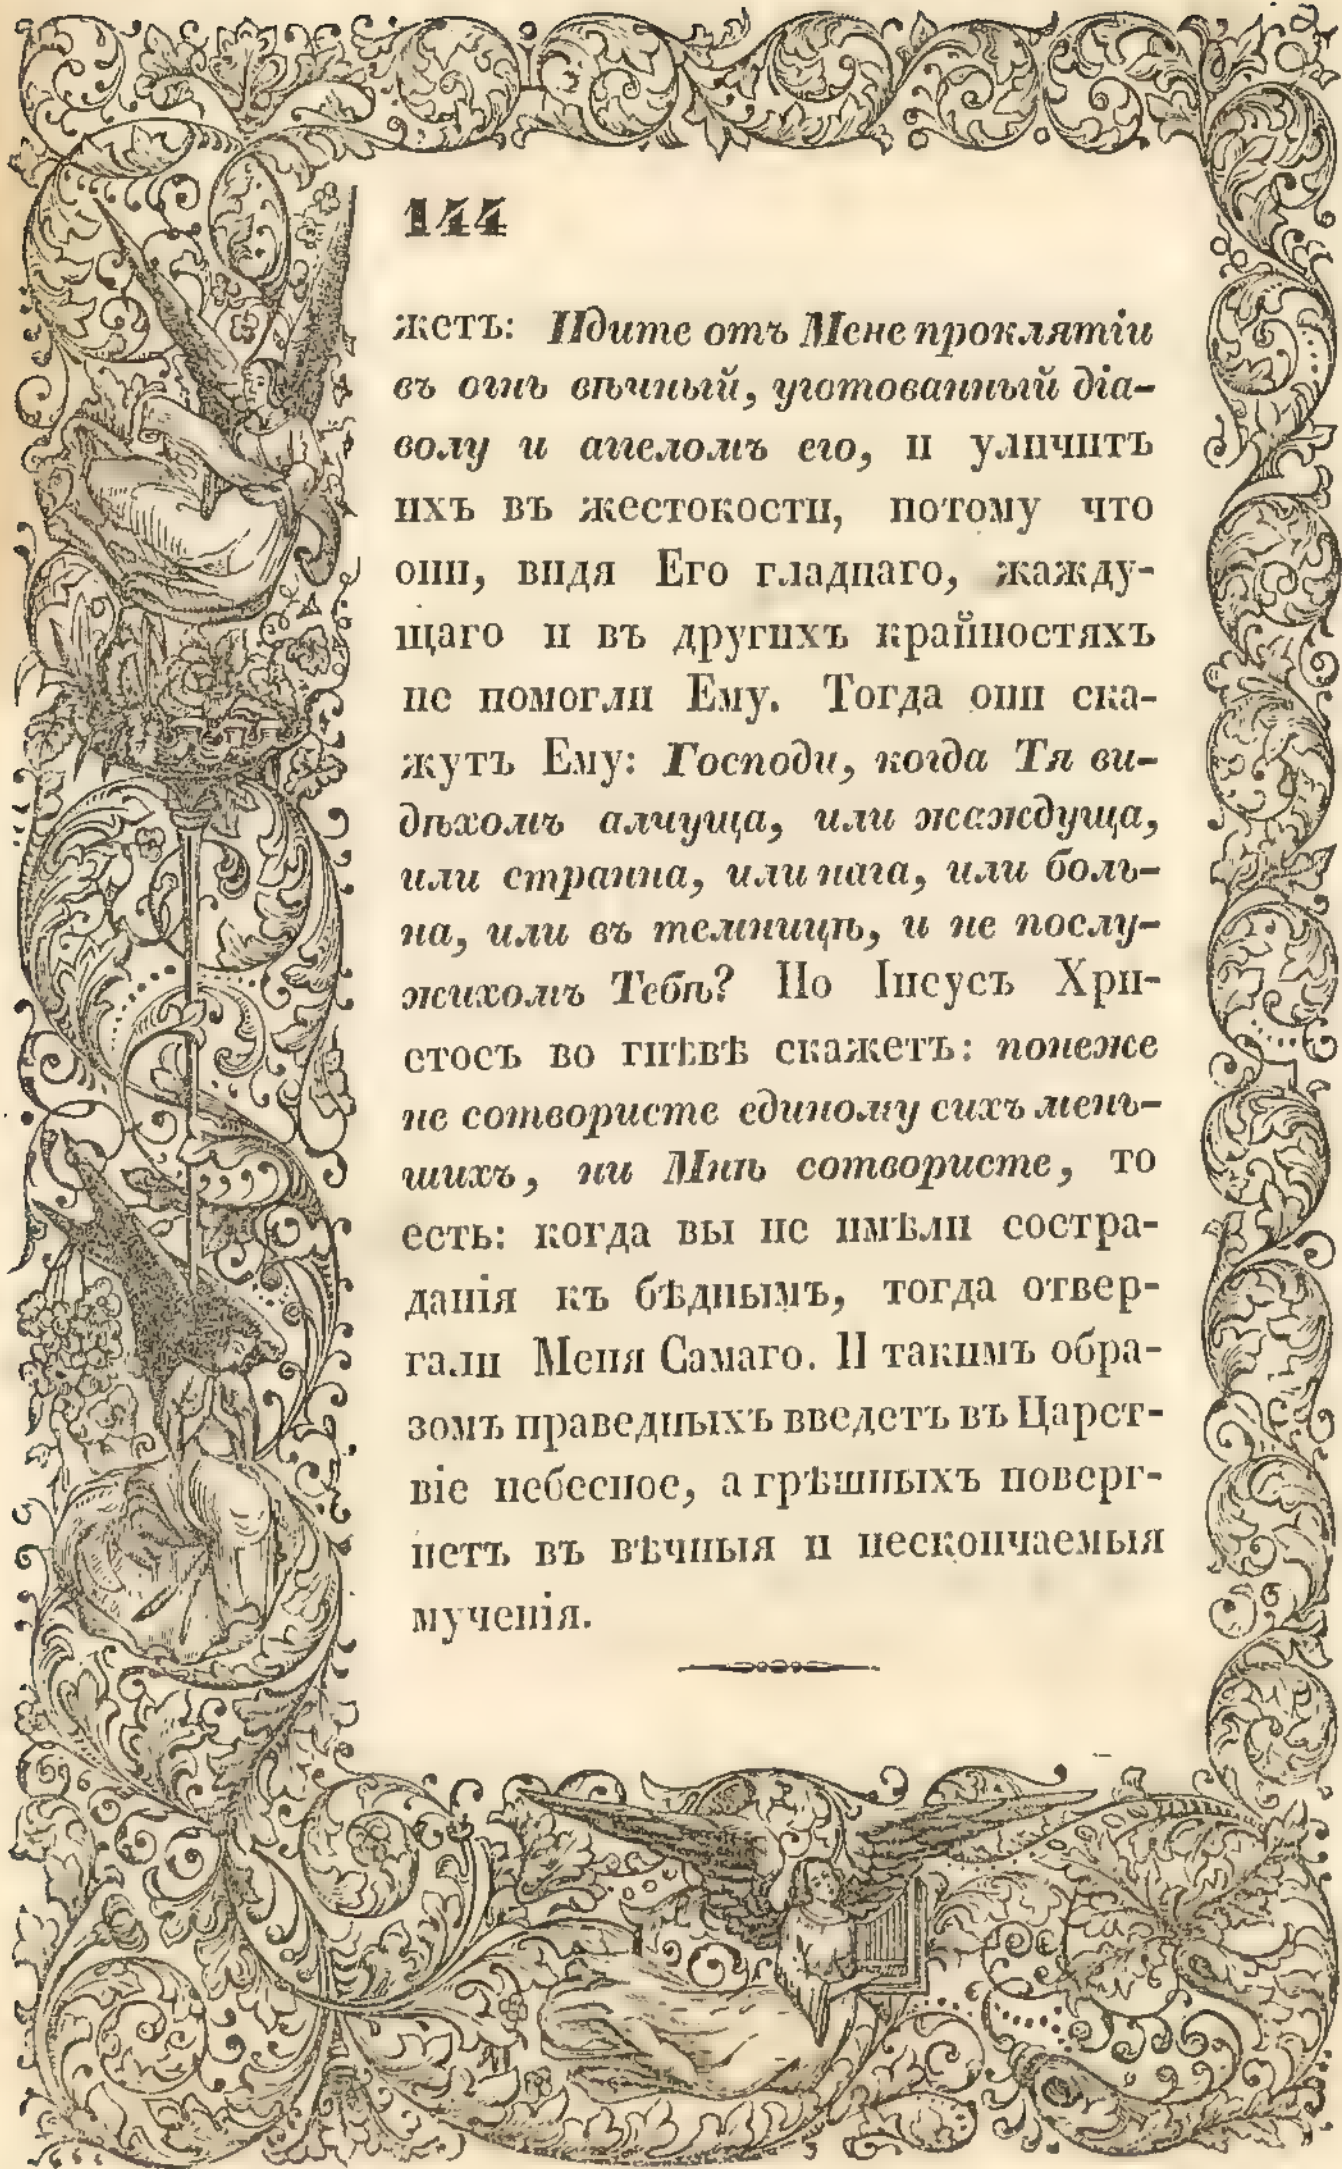 144
жетъ: Идите отъ Мене проклятіи
въ огнь вѣчный, уготованный діа-
волу и аггеломъ его, и уличитъ
ихъ въ жестокости, потому что
они, видя Его гладнаго, жажду-
щаго и въ другихъ крайностяхъ
не помогли Ему. Тогда они ска-
жутъ Ему: Господи, когда Тя ви-
дѣхомъ алчуща, или жаждуща,
или странна, или нага, или боль-
на, или въ темницѣ, и не послу-
жихомъ Тебѣ? Но Іисусъ Хри-
стосъ во гнѣвѣ скажетъ: понеже
не сотвористе единому сихъ мень-
шихъ, ни Мнѣ сотвористе, то
есть: когда вы не имѣли состра-
данія къ бѣднымъ, тогда отвер-
гали Меня Самаго. И такимъ обра-
зомъ праведныхъ введетъ въ Царст-
віе небесное, а грѣшныхъ поверг-
нетъ въ вѣчныя и нескончаемыя
мученія.